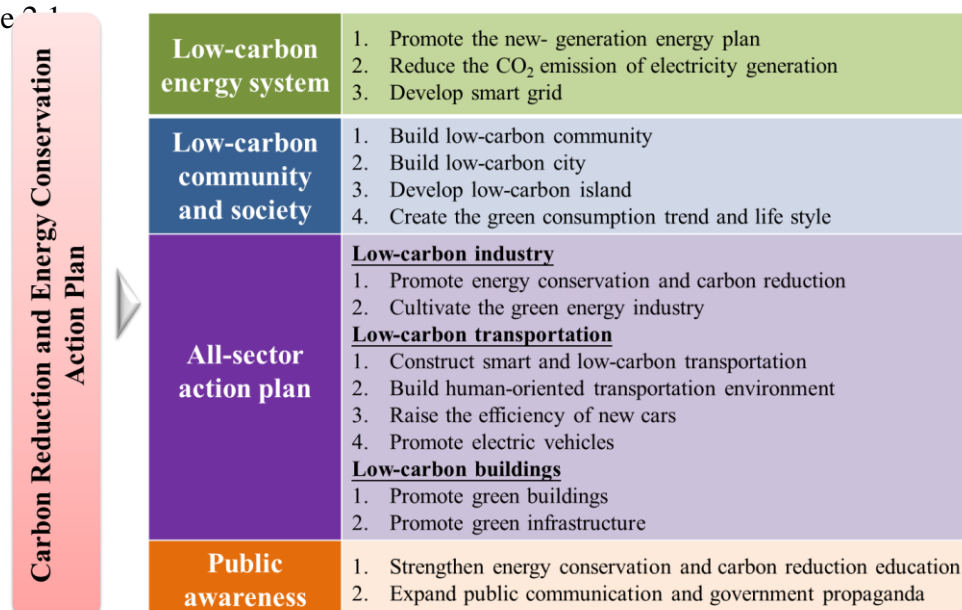 e 2.1
Carbon Reduction and Energy Conservation
Action Plan
Low-carbon
energy system
1. Promote the new- generation energy plan
2. Reduce the CO₂ emission of electricity generation
3. Develop smart grid
Low-carbon
community
and society
1. Build low-carbon community
2. Build low-carbon city
3. Develop low-carbon island
4. Create the green consumption trend and life style
All-sector
action plan
Low-carbon industry
1. Promote energy conservation and carbon reduction
2. Cultivate the green energy industry
Low-carbon transportation
1. Construct smart and low-carbon transportation
2. Build human-oriented transportation environment
3. Raise the efficiency of new cars
4. Promote electric vehicles
Low-carbon buildings
1. Promote green buildings
2. Promote green infrastructure
Public
awareness
1. Strengthen energy conservation and carbon reduction education
2. Expand public communication and government propaganda